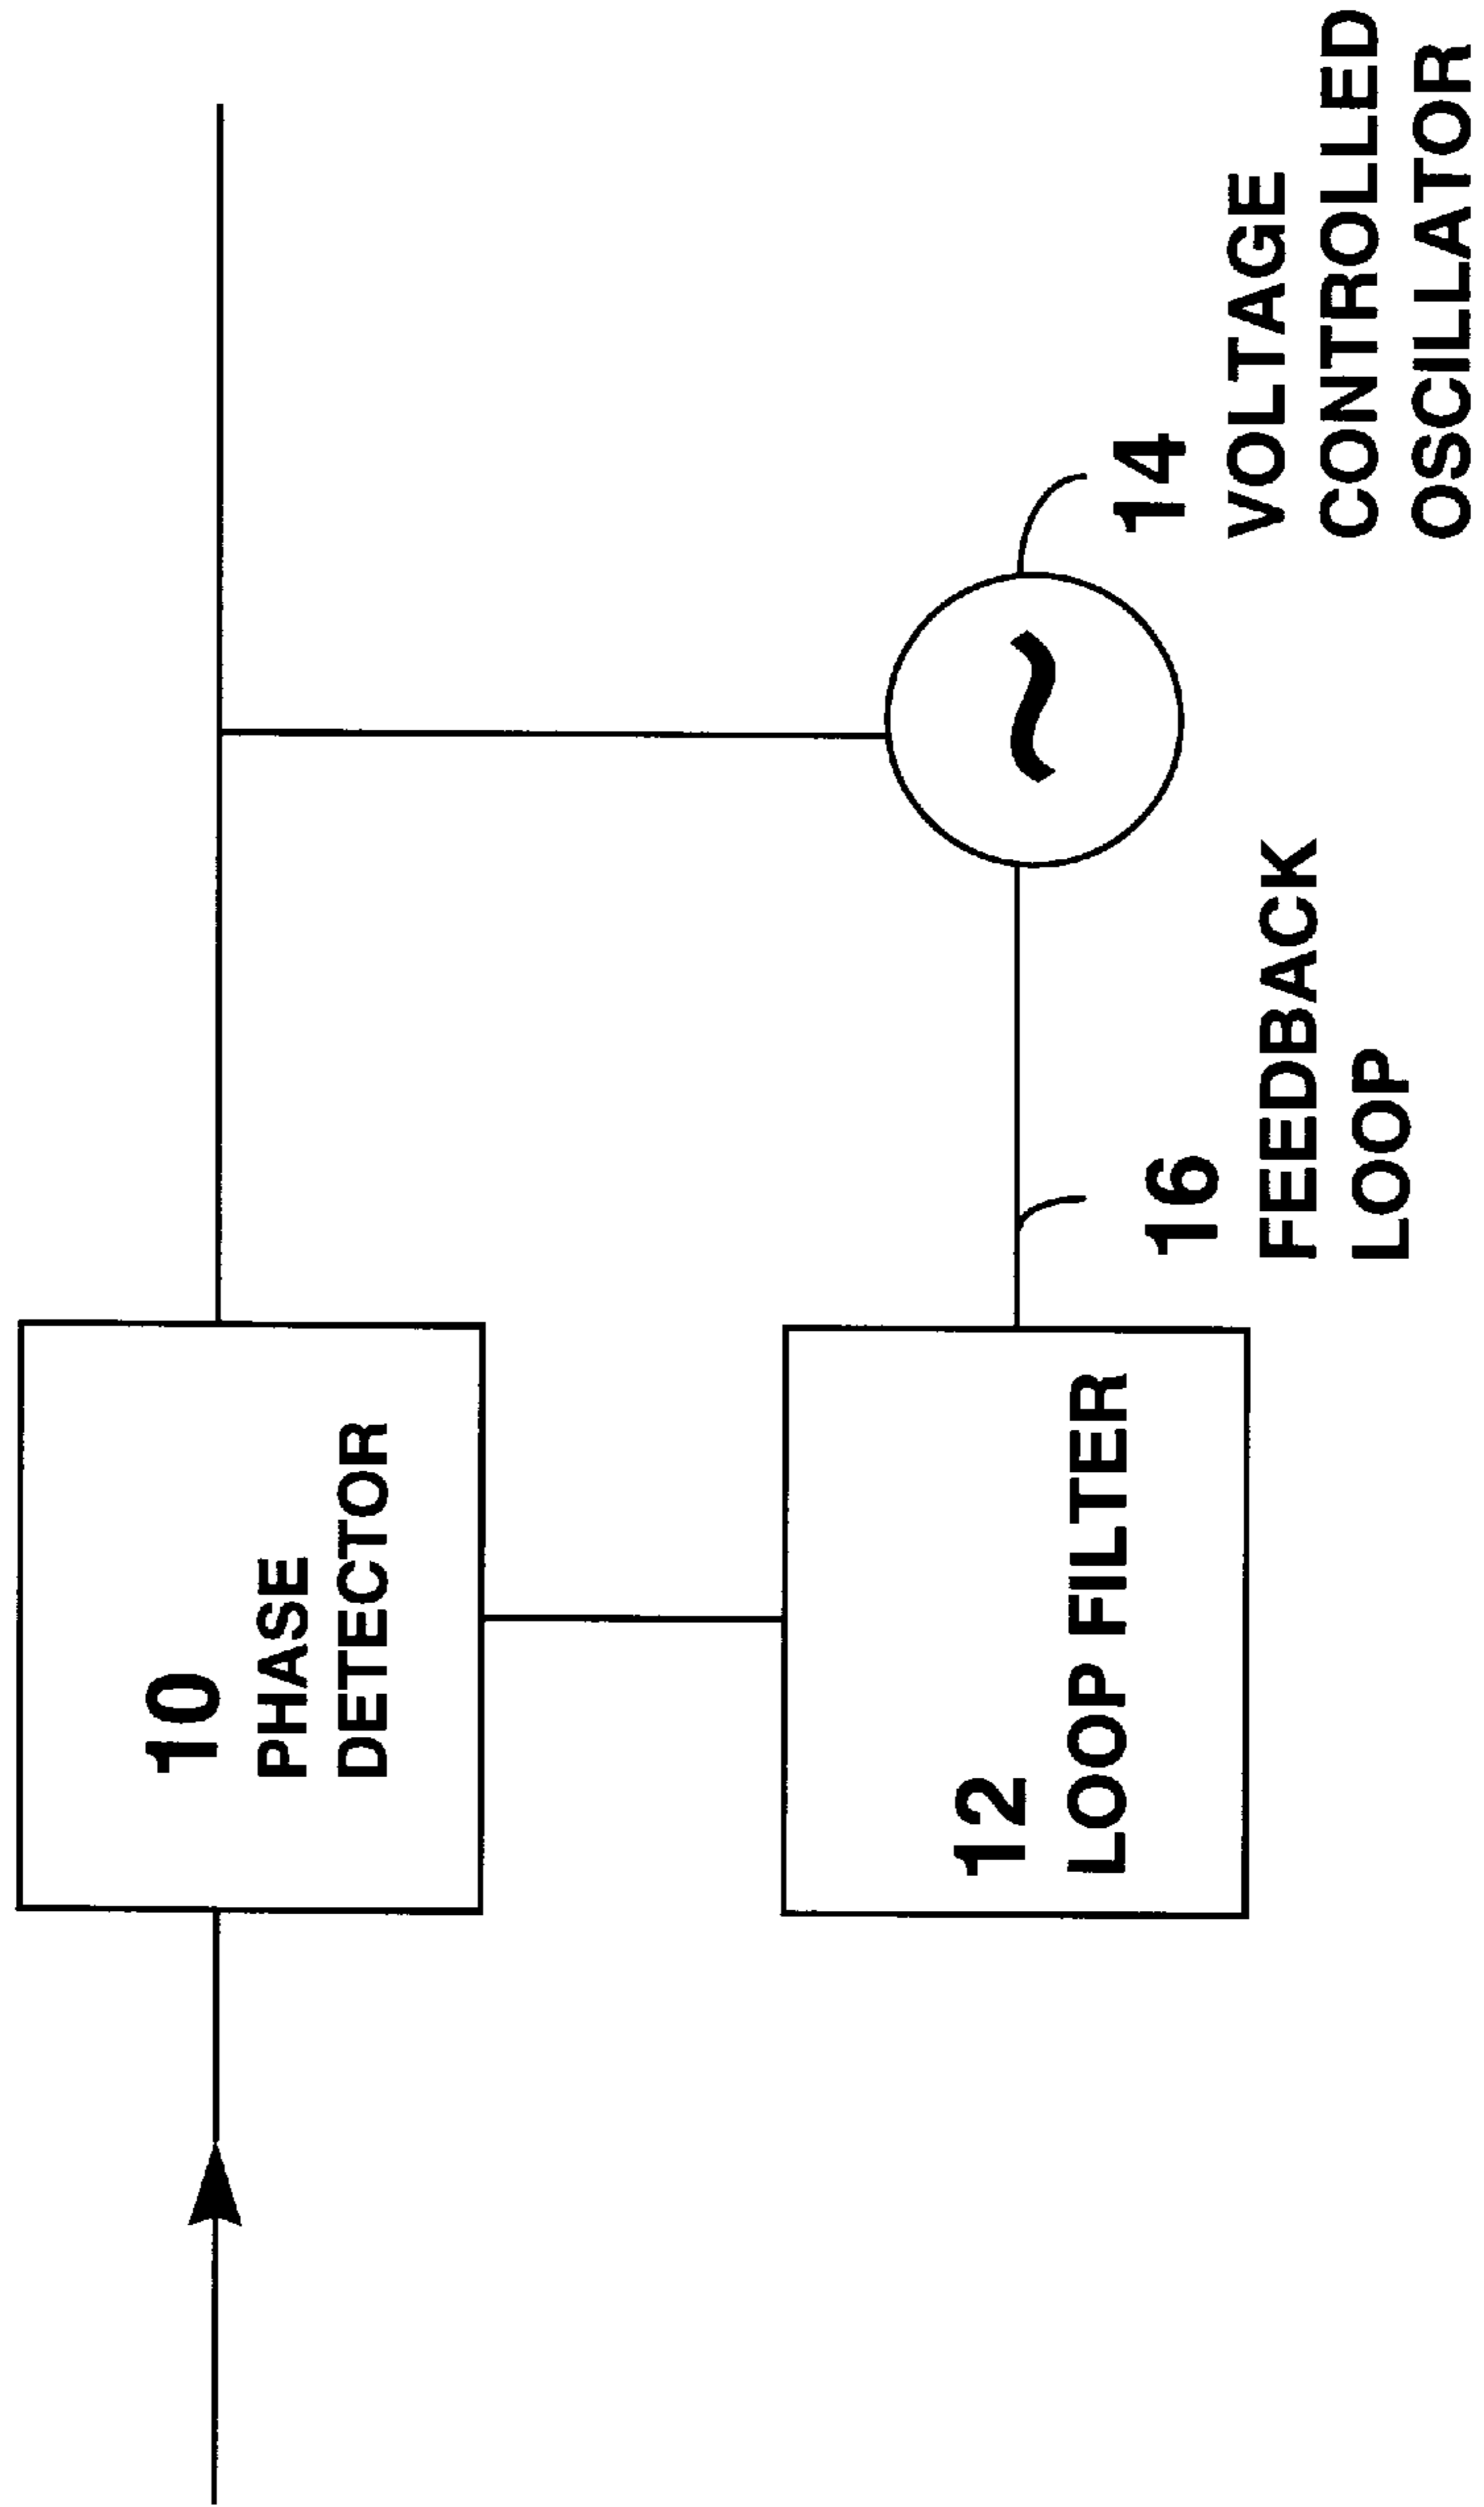 10
PHASE
DETECTOR
12
LOOP FILTER
16
FEEDBACK
LOOP
14
VOLTAGE
CONTROLLED
OSCILLATOR
~